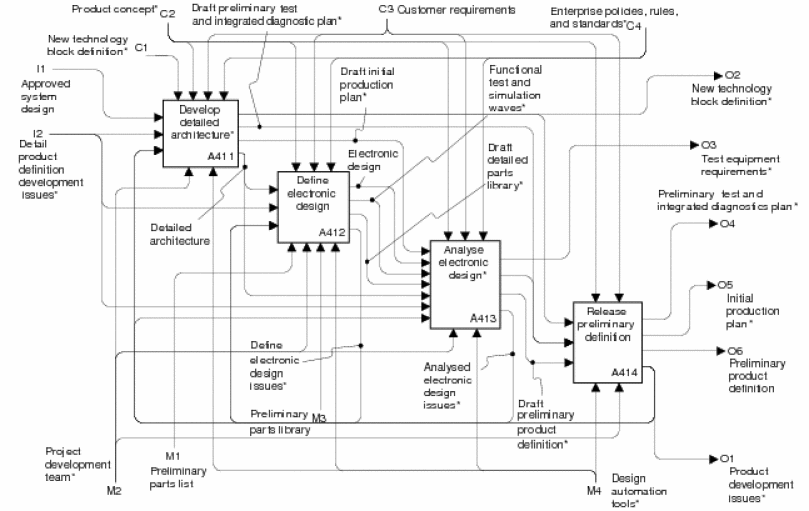 Product concept* C2
Draft preliminary test
and integrated diagnostic plan*
C3 Customer requirements
Enterprise policies, rules,
and standards* C4
New technology
block definition* C1
I1
Approved
system
design
I2
Detail
product
definition
development
issues*
Develop
detailed
architecture*
A411
Draft initial
production
plan*
Functional
test and
simulation
waves*
O2
New technology
block definition*
Electronic
design
Draft
detailed
parts
library*
O3
Test equipment
requirements*
Define
electronic
design
A412
Detailed
architecture
Preliminary test and
integrated diagnostics plan*
O4
Analyse
electronic
design*
A413
O5
Initial
production
plan*
Release
preliminary
definition
A414
O6
Preliminary
product
definition
Define
electronic
design
issues*
Analysed
electronic
design
issues*
Draft
preliminary
product
definition*
Preliminary
parts library
M3
Project
development
team*
M2
M1
Preliminary
parts list
M4
Design
automation
tools*
O1
Product
development
issues*